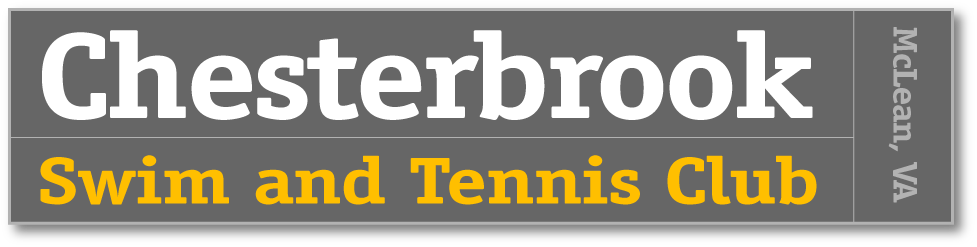 Chesterbrook
Swim and Tennis Club
McLean, VA